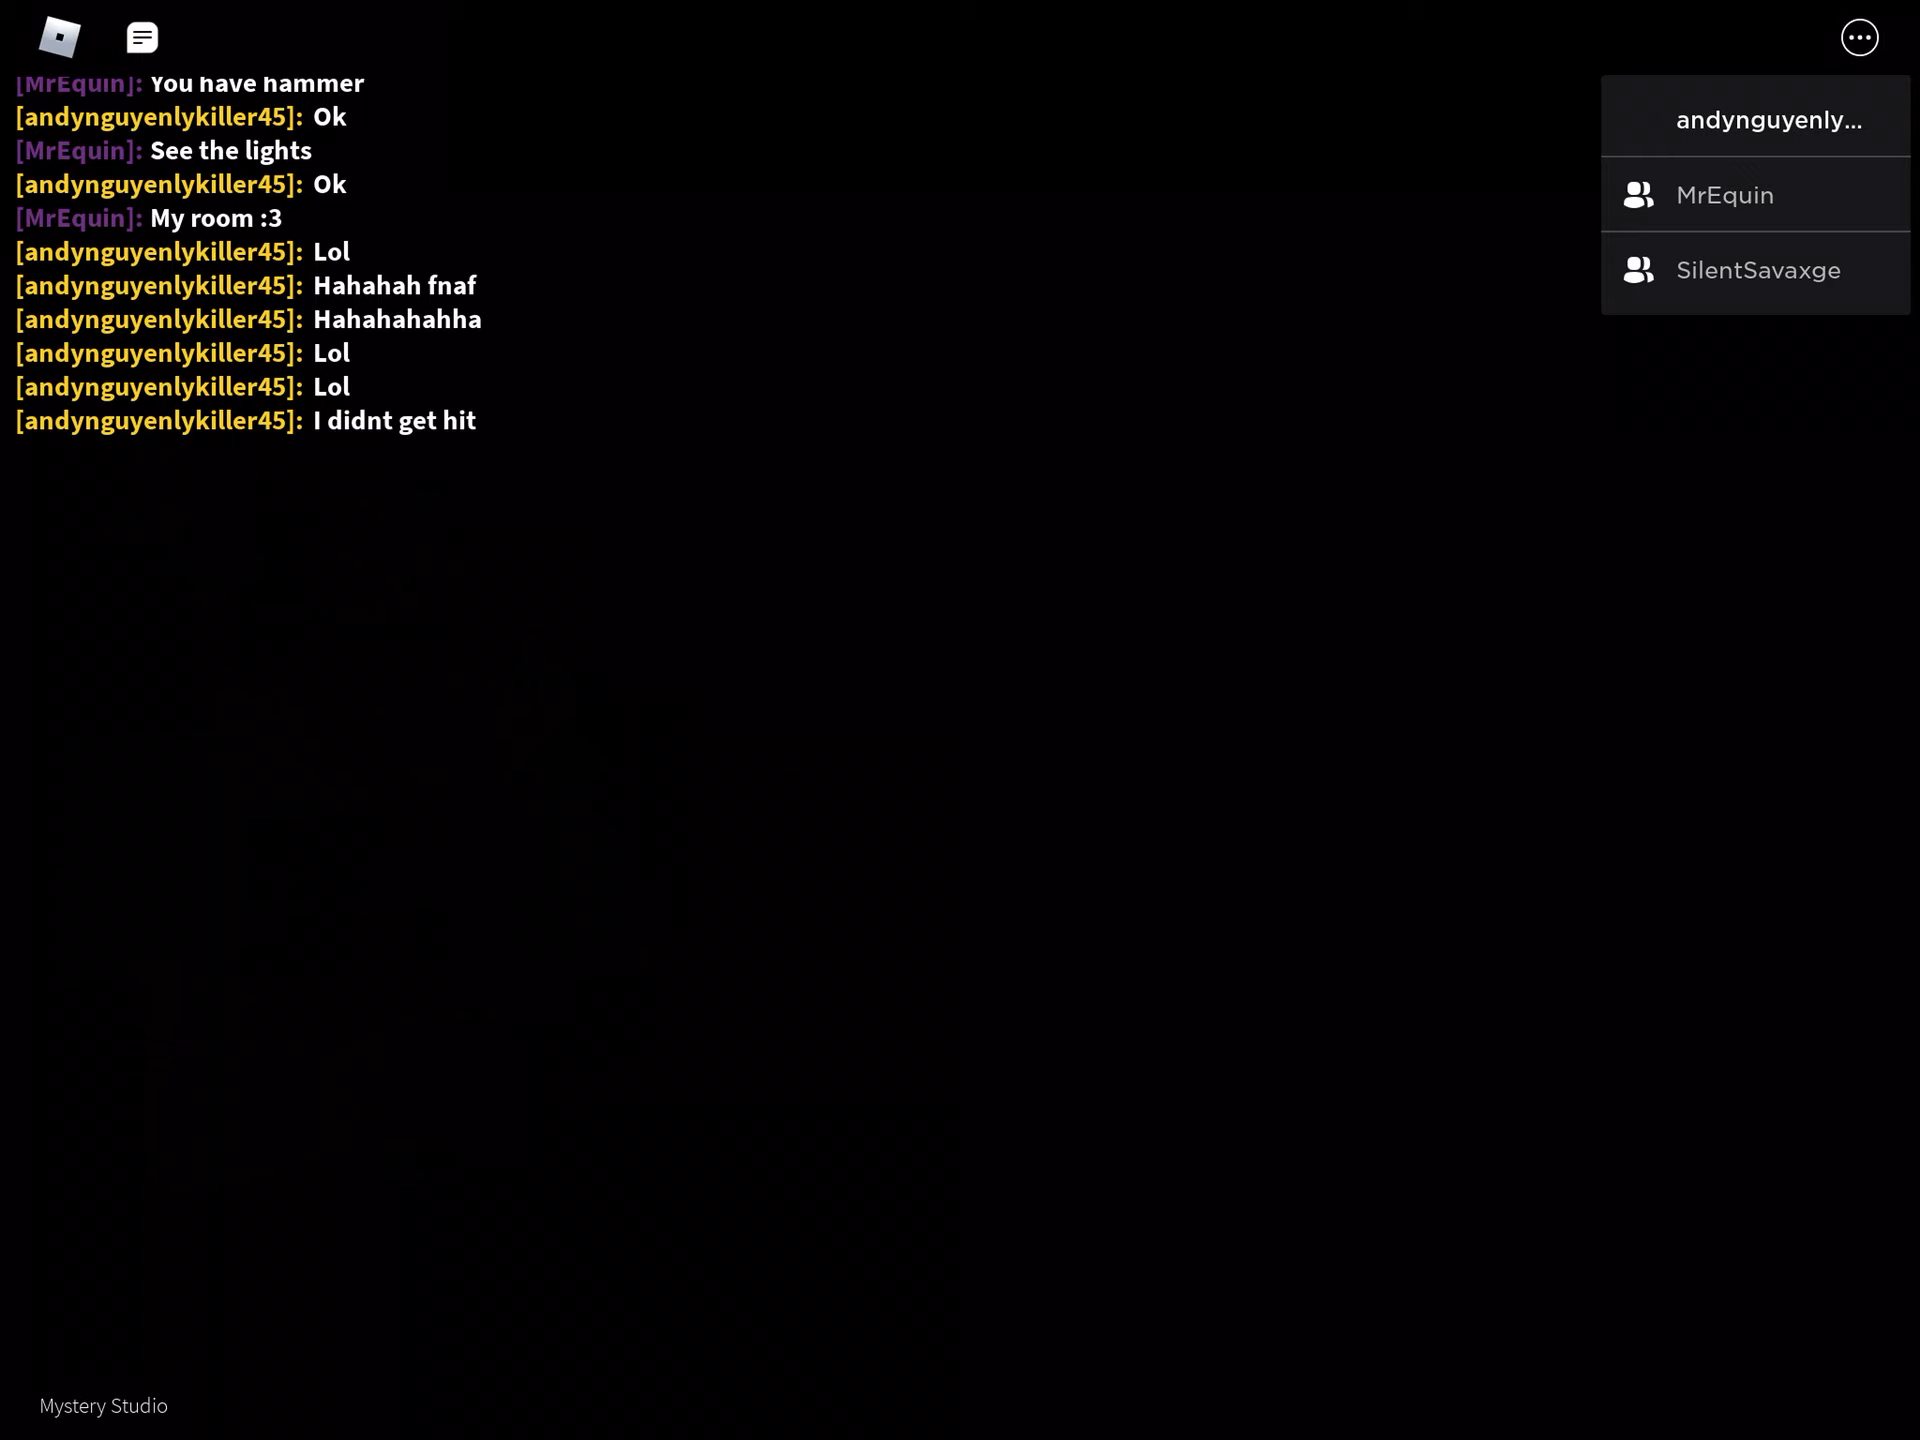 [MrEquin]: You have hammer
[andynguyenlykiller45]: Ok
[MrEquin]: See the lights
[andynguyenlykiller45]: Ok
[MrEquin]: My room :3
[andynguyenlykiller45]: Lol
[andynguyenlykiller45]: Hahahah fnaf
[andynguyenlykiller45]: Hahahahahha
[andynguyenlykiller45]: Lol
[andynguyenlykiller45]: Lol
[andynguyenlykiller45]: I didnt get hit
andynguyenly...
MrEquin
SilentSavaxge
Mystery Studio